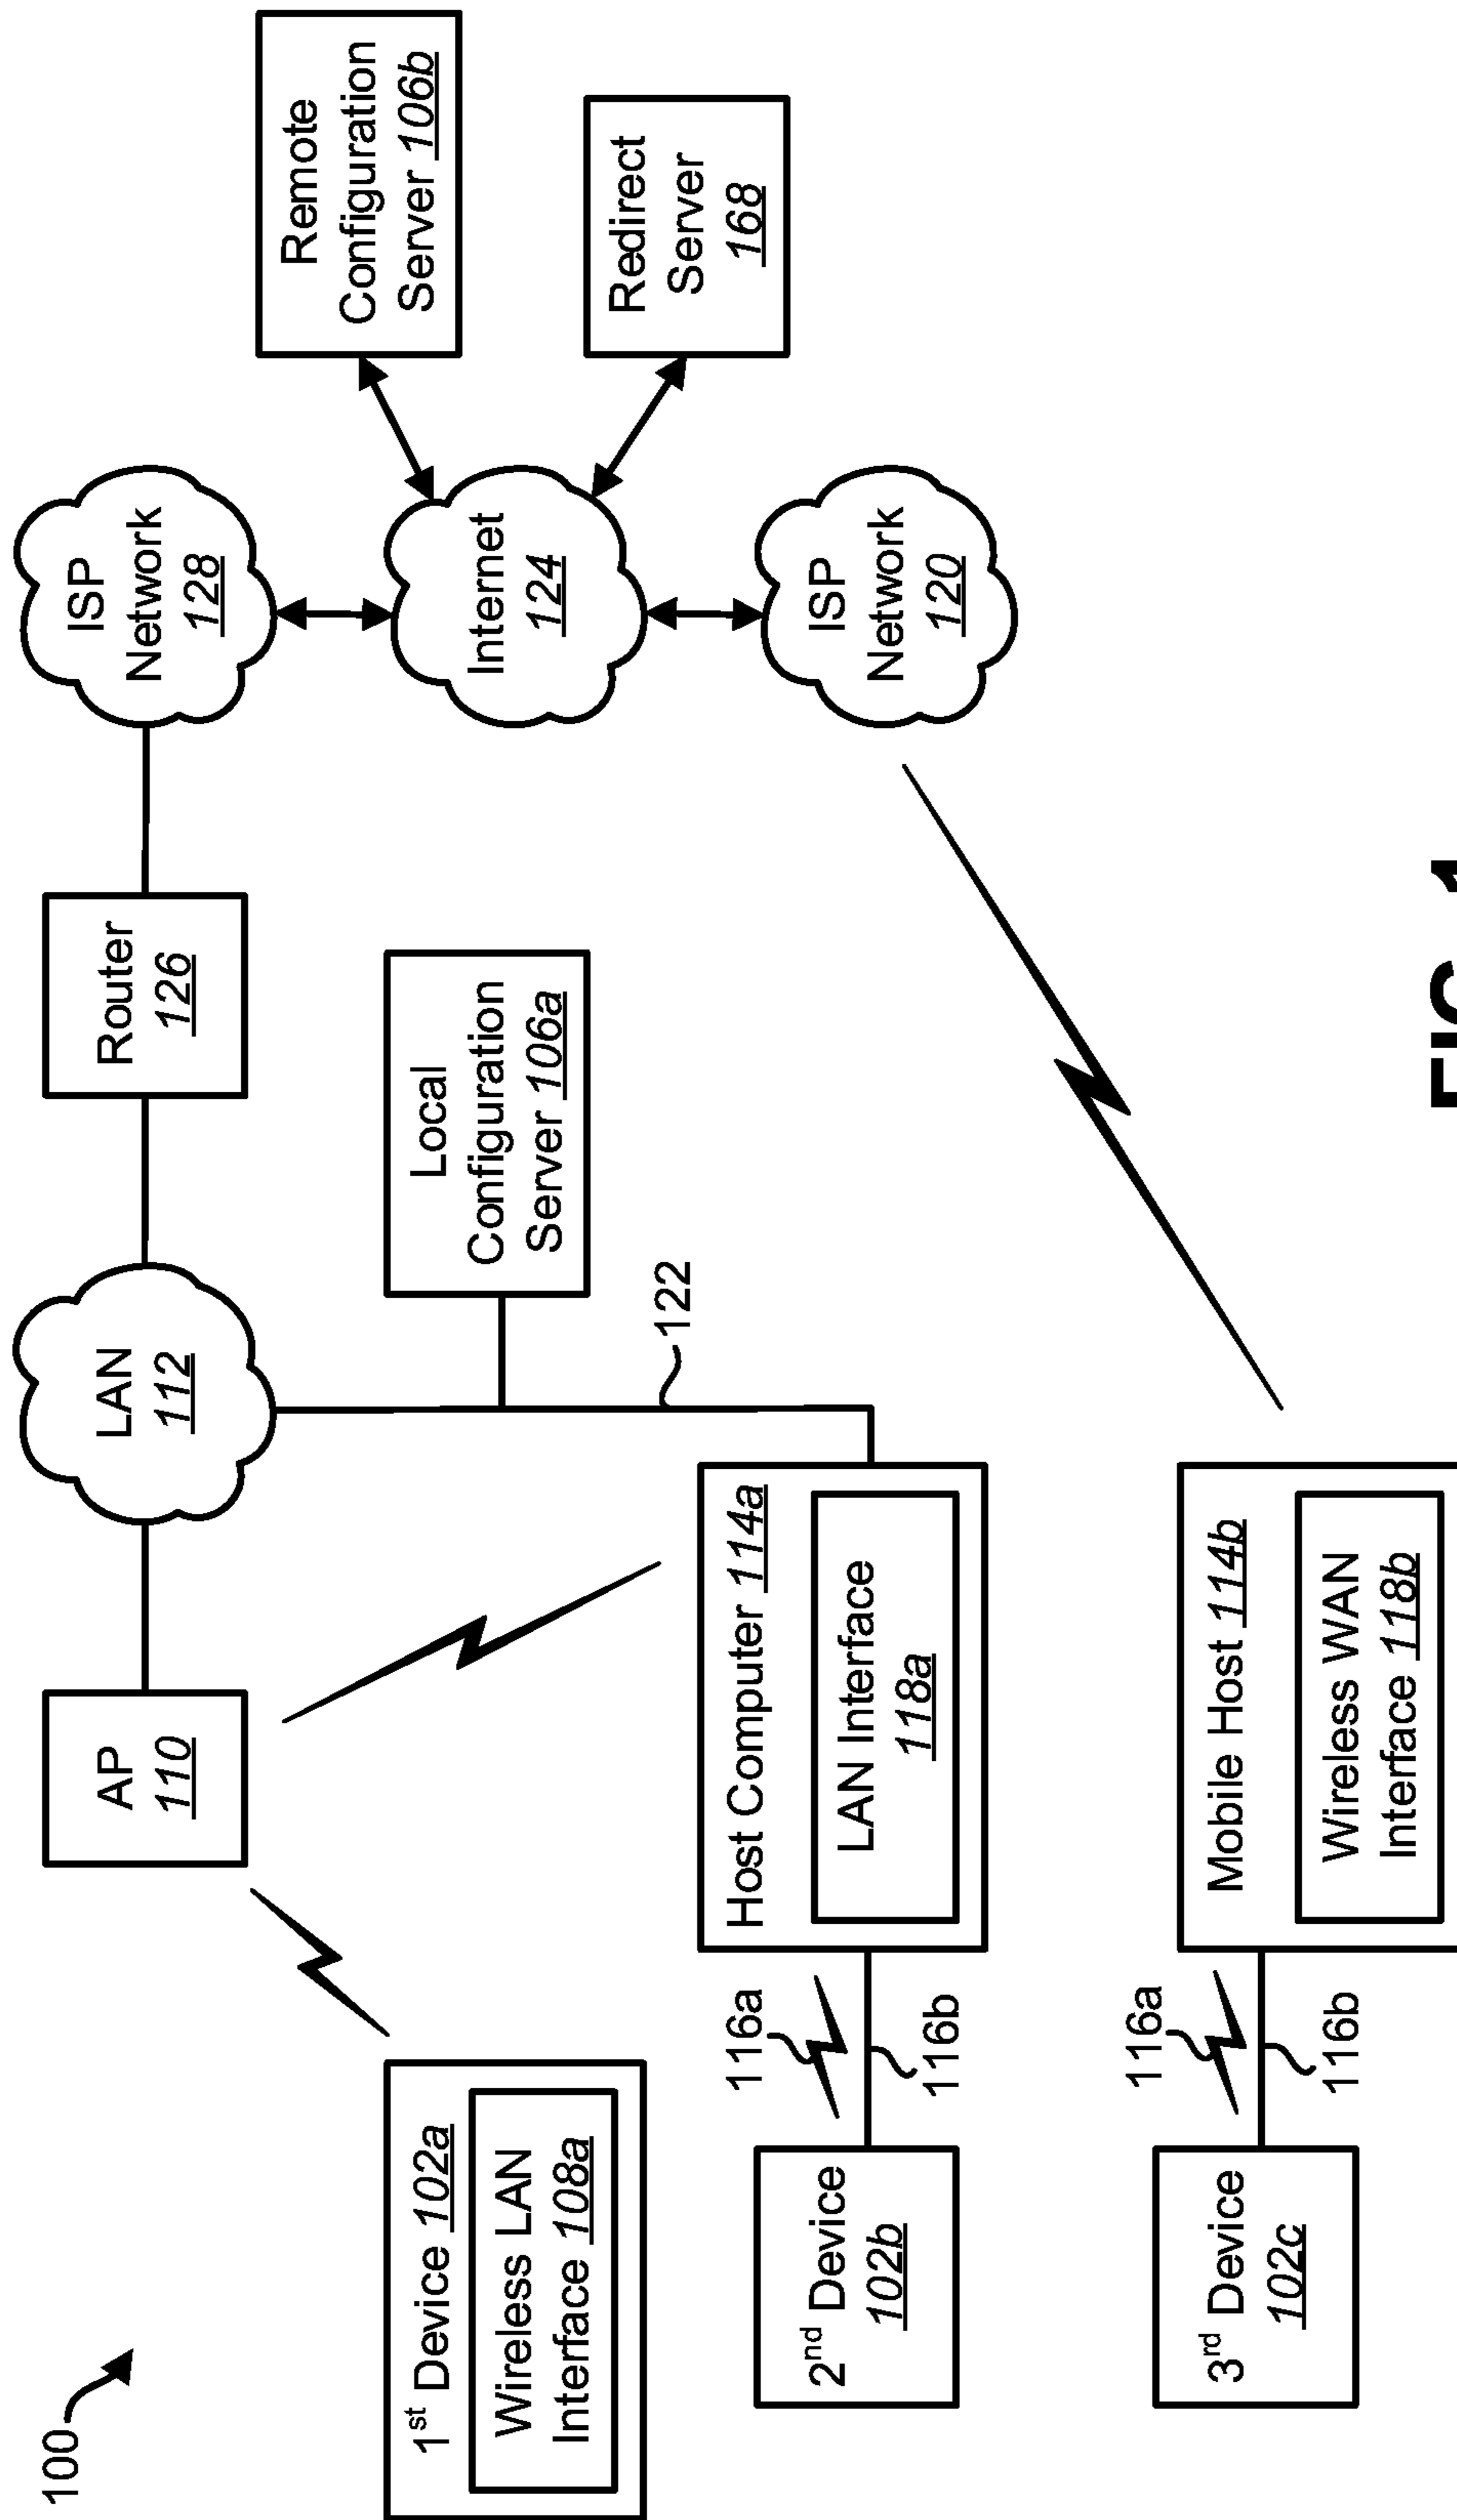 100
1st Device 102a
Wireless LAN
Interface 108a
AP
110
LAN
112
Router
126
ISP
Network
128
Local
Configuration
Server 106a
Internet
124
Remote
Configuration
Server 106b
Redirect
Server
168
122
2nd Device
102b
116a
116b
Host Computer 114a
LAN Interface
118a
ISP
Network
120
3rd Device
102c
116a
116b
Mobile Host 114b
Wireless WAN
Interface 118b